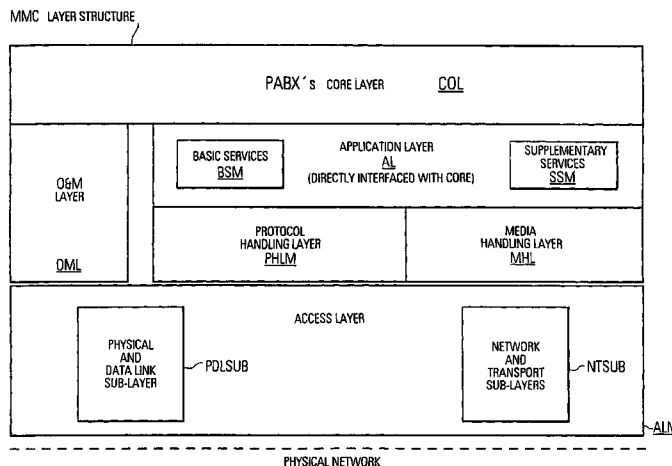 MMC LAYER STRUCTURE
PABX´s CORE LAYER COL
O&M
LAYER
OML
BASIC SERVICES
BSM
APPLICATION LAYER
AL
(DIRECTLY INTERFACED WITH CORE)
SUPPLEMENTARY
SERVICES
SSM
PROTOCOL
HANDLING LAYER
PHLM
MEDIA
HANDLING LAYER
MHL
ACCESS LAYER
PHYSICAL
AND
DATA LINK
SUB-LAYER
PDLSUB
NETWORK
AND
TRANSPORT
SUB-LAYERS
NTSUB
ALM
PHYSICAL NETWORK